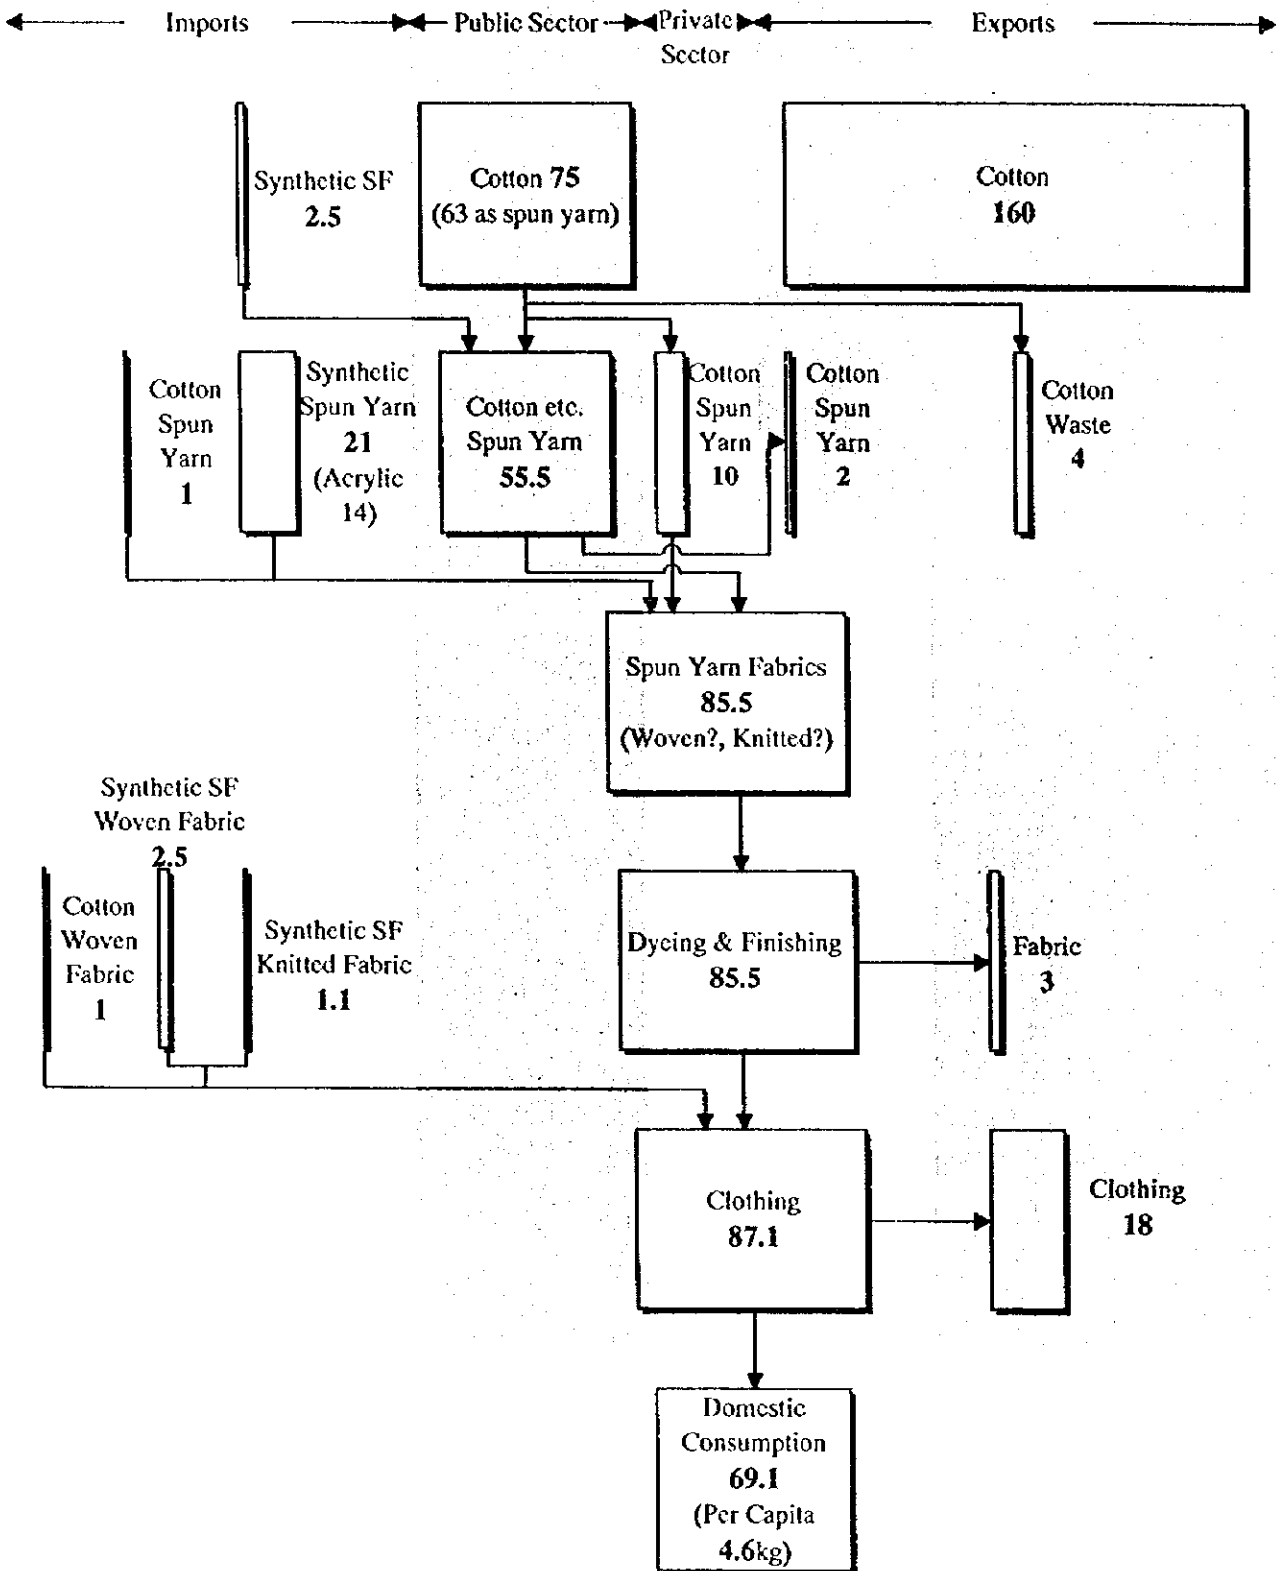 Imports
Public Sector
Private
Sector
Exports
Synthetic SF
2.5
Cotton 75
(63 as spun yarn)
Cotton
160
Cotton
Spun
Yarn
1
Synthetic
Spun Yarn
21
(Acrylic
14)
Cotton etc.
Spun Yarn
55.5
Cotton
Spun
Yarn
10
Cotton
Spun
Yarn
2
Cotton
Waste
4
Spun Yarn Fabrics
85.5
(Woven?, Knitted?)
Synthetic SF
Woven Fabric
2.5
Cotton
Woven
Fabric
1
Synthetic SF
Knitted Fabric
1.1
Dyeing & Finishing
85.5
Fabric
3
Clothing
87.1
Clothing
18
Domestic
Consumption
69.1
(Per Capita
4.6kg)